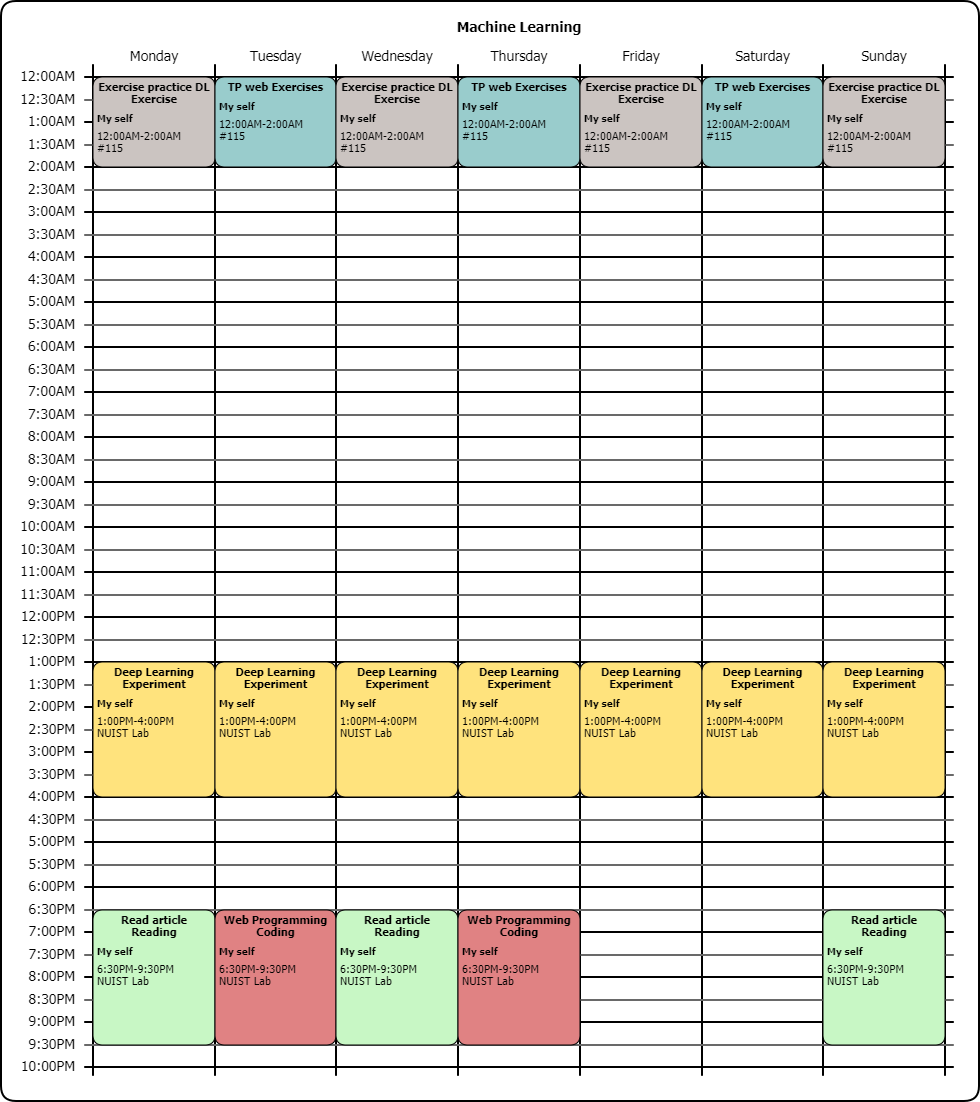 Machine Learning
Monday Tuesday Wednesday Thursday Friday Saturday Sunday
12:00AM
12:30AM
1:00AM
1:30AM
2:00AM
2:30AM
3:00AM
3:30AM
4:00AM
4:30AM
5:00AM
5:30AM
6:00AM
6:30AM
7:00AM
7:30AM
8:00AM
8:30AM
9:00AM
9:30AM
10:00AM
10:30AM
11:00AM
11:30AM
12:00PM
12:30PM
1:00PM
1:30PM
2:00PM
2:30PM
3:00PM
3:30PM
4:00PM
4:30PM
5:00PM
5:30PM
6:00PM
6:30PM
7:00PM
7:30PM
8:00PM
8:30PM
9:00PM
9:30PM
10:00PM
Exercise practice DL
Exercise
My self
12:00AM-2:00AM
#115
TP web Exercises
My self
12:00AM-2:00AM
#115
Exercise practice DL
Exercise
My self
12:00AM-2:00AM
#115
TP web Exercises
My self
12:00AM-2:00AM
#115
Exercise practice DL
Exercise
My self
12:00AM-2:00AM
#115
TP web Exercises
My self
12:00AM-2:00AM
#115
Exercise practice DL
Exercise
My self
12:00AM-2:00AM
#115
Deep Learning
Experiment
My self
1:00PM-4:00PM
NUIST Lab
Deep Learning
Experiment
My self
1:00PM-4:00PM
NUIST Lab
Deep Learning
Experiment
My self
1:00PM-4:00PM
NUIST Lab
Deep Learning
Experiment
My self
1:00PM-4:00PM
NUIST Lab
Deep Learning
Experiment
My self
1:00PM-4:00PM
NUIST Lab
Deep Learning
Experiment
My self
1:00PM-4:00PM
NUIST Lab
Deep Learning
Experiment
My self
1:00PM-4:00PM
NUIST Lab
Read article
Reading
My self
6:30PM-9:30PM
NUIST Lab
Web Programming
Coding
My self
6:30PM-9:30PM
NUIST Lab
Read article
Reading
My self
6:30PM-9:30PM
NUIST Lab
Web Programming
Coding
My self
6:30PM-9:30PM
NUIST Lab
Read article
Reading
My self
6:30PM-9:30PM
NUIST Lab